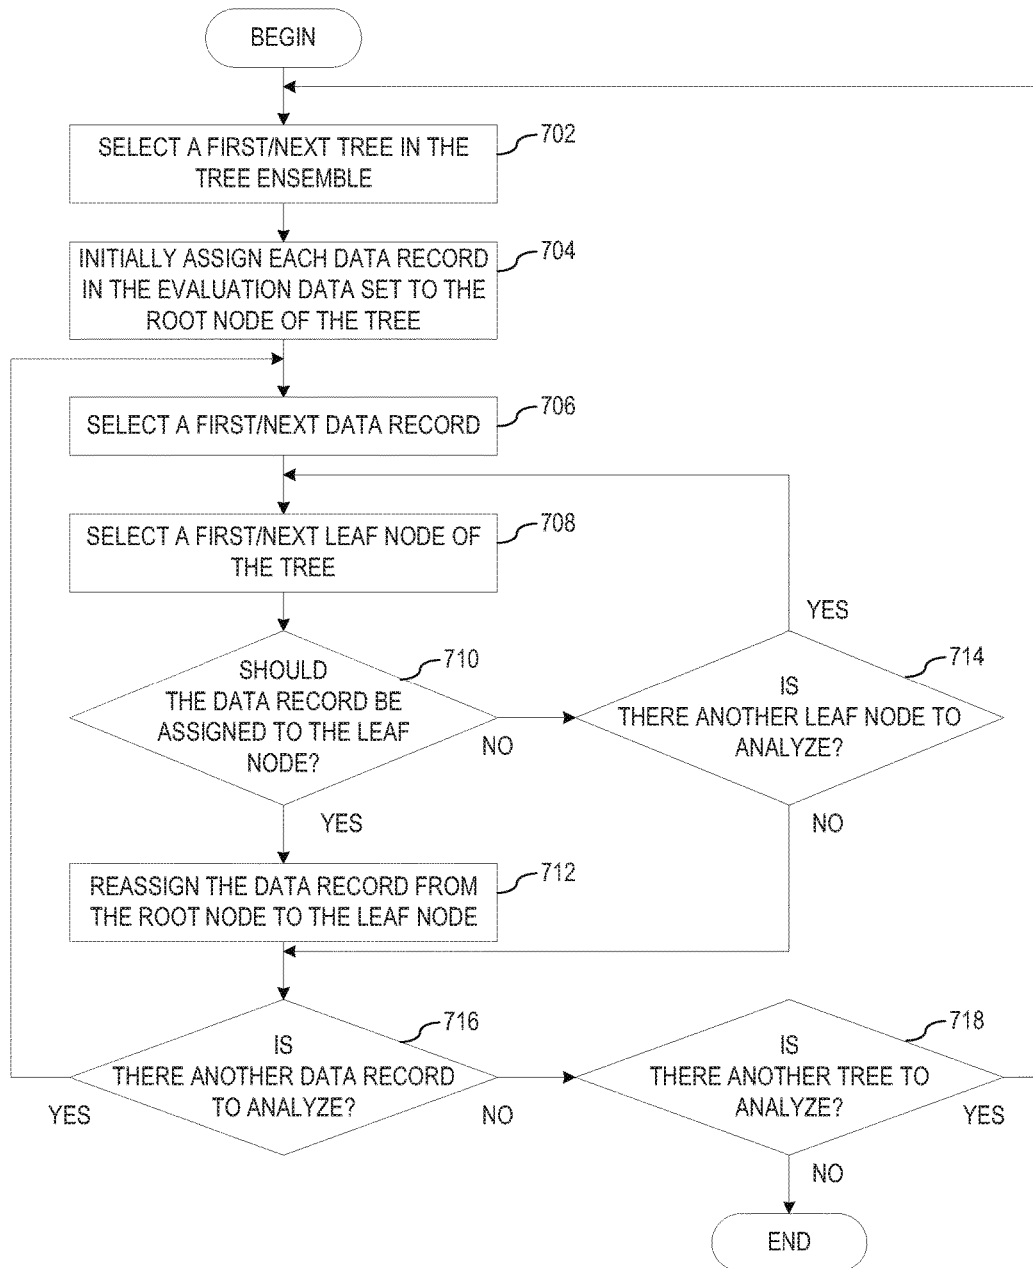 BEGIN
SELECT A FIRST/NEXT TREE IN THE
TREE ENSEMBLE
702
INITIALLY ASSIGN EACH DATA RECORD
IN THE EVALUATION DATA SET TO THE
ROOT NODE OF THE TREE
704
SELECT A FIRST/NEXT DATA RECORD
706
SELECT A FIRST/NEXT LEAF NODE OF
THE TREE
708
SHOULD
THE DATA RECORD BE
ASSIGNED TO THE LEAF
NODE?
710
NO
YES
IS
THERE ANOTHER LEAF NODE TO
ANALYZE?
714
YES
NO
REASSIGN THE DATA RECORD FROM
THE ROOT NODE TO THE LEAF NODE
712
IS
THERE ANOTHER DATA RECORD
TO ANALYZE?
716
YES
NO
IS
THERE ANOTHER TREE TO
ANALYZE?
718
YES
NO
END